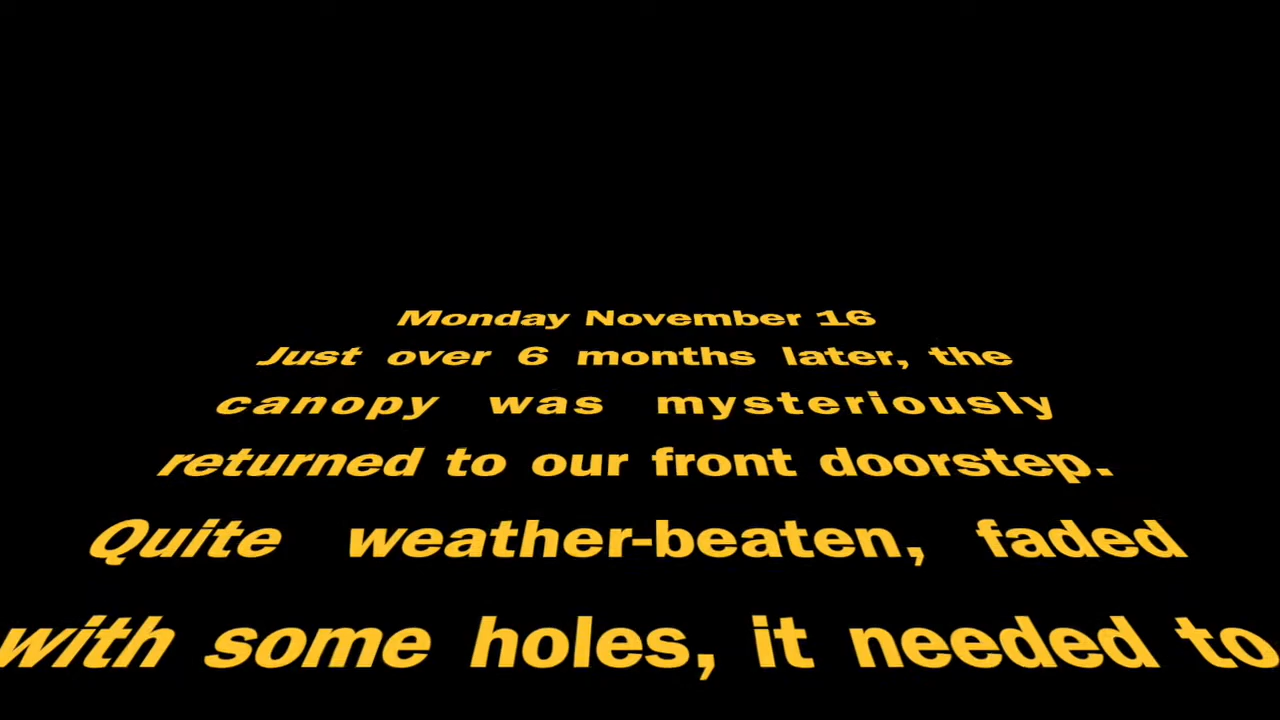 Monday November 16
Just over 6 months later, the
canopy was mysteriously
returned to our front doorstep.
Quite weather-beaten, faded
with some holes, it needed to